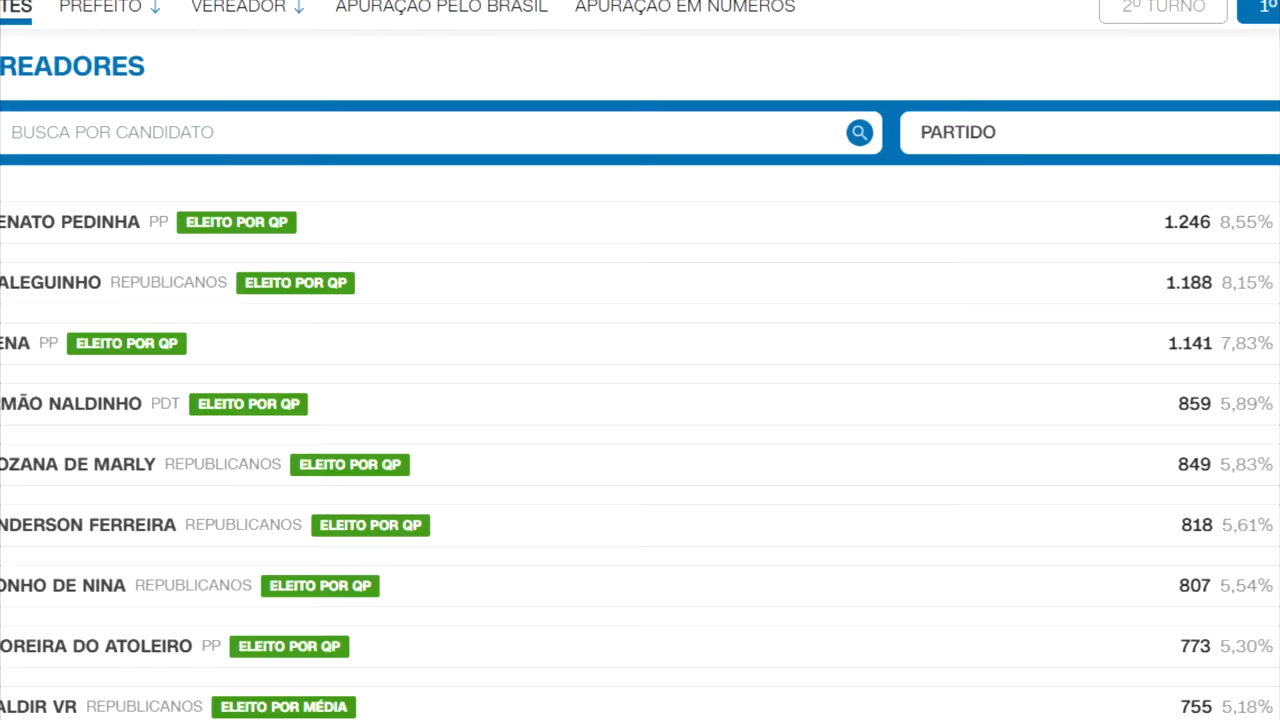 TES PREFEITO ↓ VEREADOR ↓ APURAÇÃO PELO BRASIL APURAÇÃO EM NÚMEROS 2º TURNO 1º
READORES
BUSCA POR CANDIDATO PARTIDO
ENATO PEDINHA PP ELEITO POR QP 1.246 8,55%
ALEGUINHO REPUBLICANOS ELEITO POR QP 1.188 8,15%
ENA PP ELEITO POR QP 1.141 7,83%
MÃO NALDINHO PDT ELEITO POR QP 859 5,89%
OZANA DE MARLY REPUBLICANOS ELEITO POR QP 849 5,83%
NDERSON FERREIRA REPUBLICANOS ELEITO POR QP 818 5,61%
ONHO DE NINA REPUBLICANOS ELEITO POR QP 807 5,54%
OREIRA DO ATOLEIRO PP ELEITO POR QP 773 5,30%
ALDIR VR REPUBLICANOS ELEITO POR MÉDIA 755 5,18%